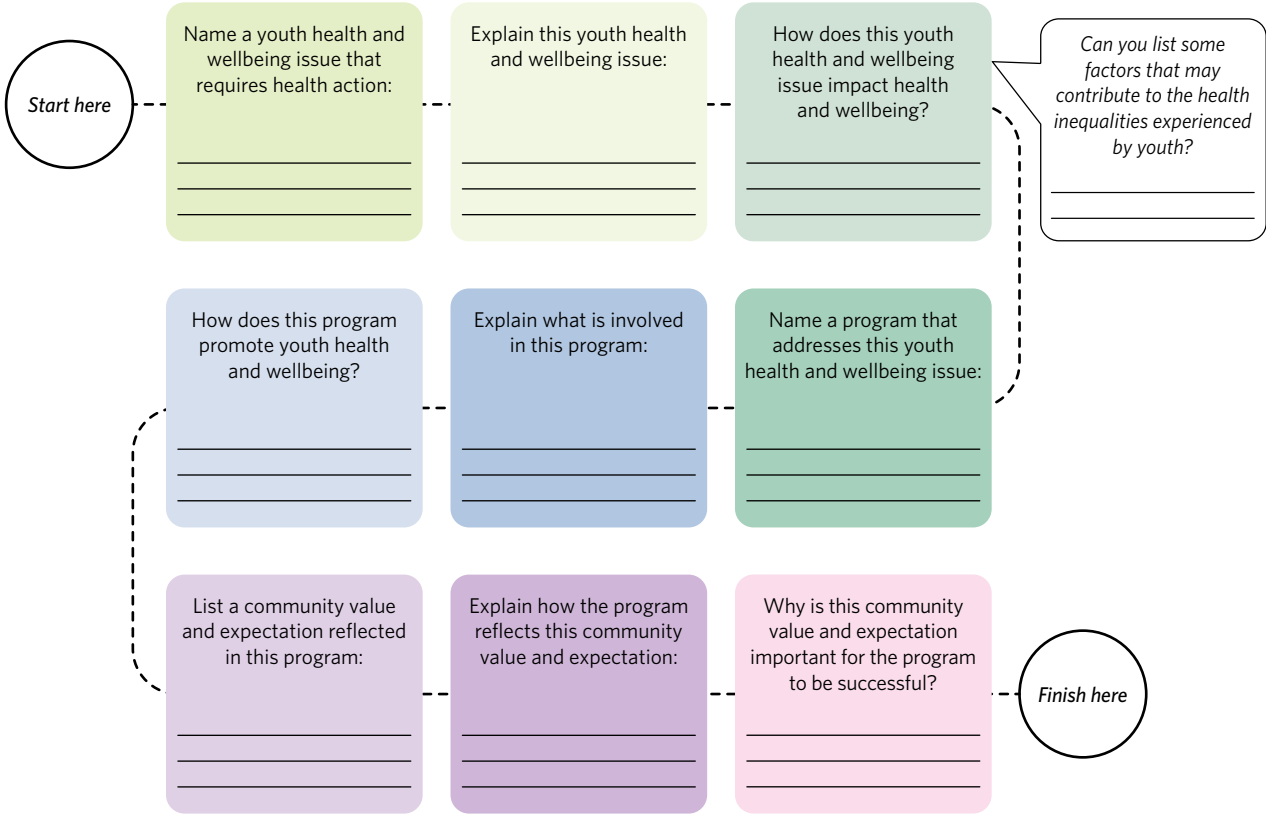 Start here
Name a youth health and
wellbeing issue that
requires health action:
Explain this youth health
and wellbeing issue:
How does this youth
health and wellbeing
issue impact health
and wellbeing?
Can you list some
factors that may
contribute to the health
inequalities experienced
by youth?
Name a program that
addresses this youth
health and wellbeing issue:
Explain what is involved
in this program:
How does this program
promote youth health
and wellbeing?
List a community value
and expectation reflected
in this program:
Explain how the program
reflects this community
value and expectation:
Why is this community
value and expectation
important for the program
to be successful?
Finish here